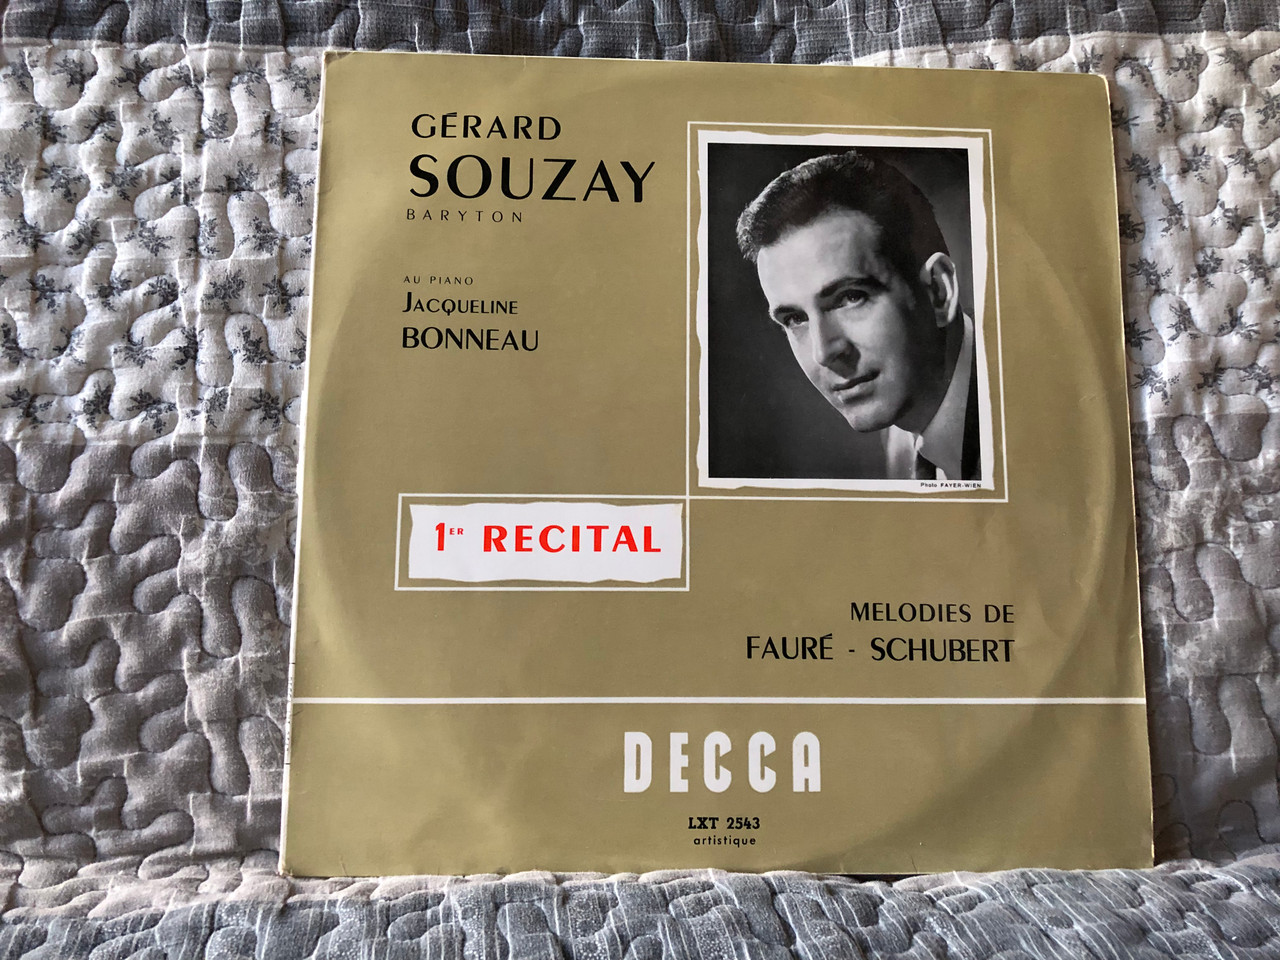 GÉRARD
SOUZAY
BARYTON
AU PIANO
JACQUELINE
BONNEAU
Photo FAYER-WIEN
1ER RECITAL
MELODIES DE
FAURÉ - SCHUBERT
DECCA
LXT 2543
artistique